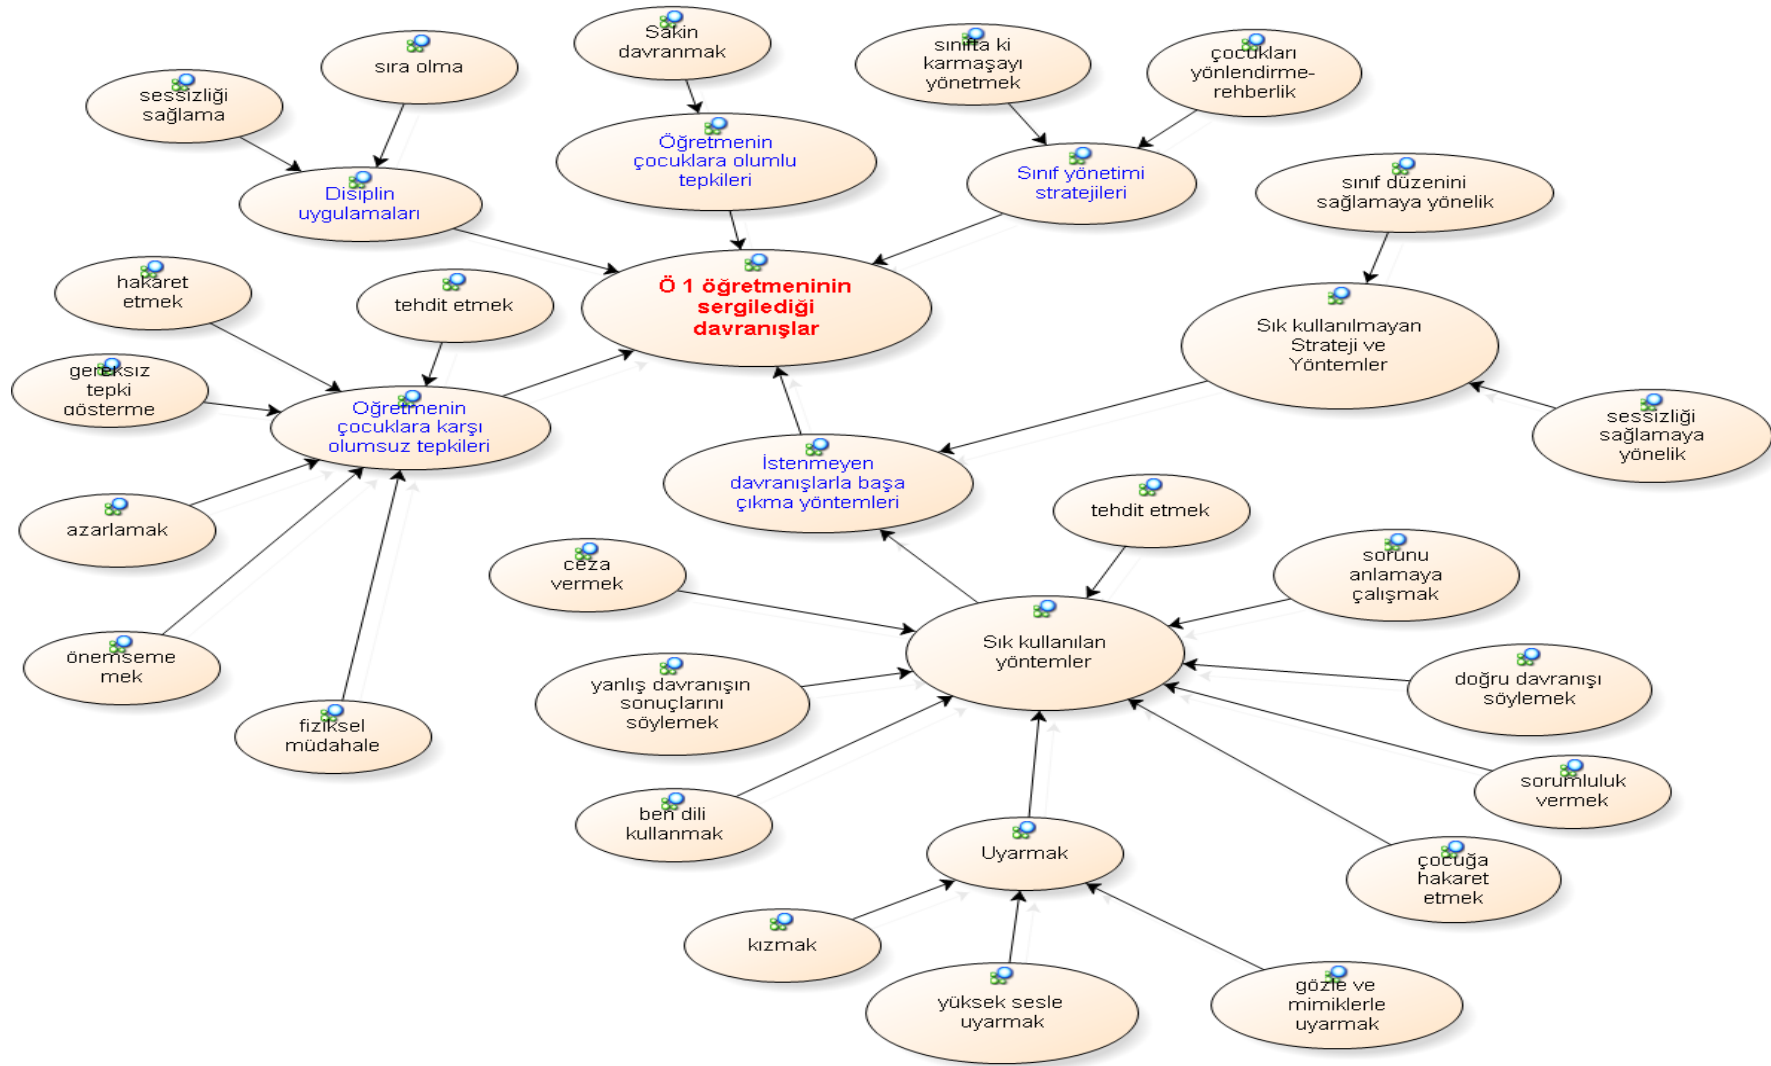 sıra olma
Sakin
davranmak
sınıfta ki
karmaşayı
yönetmek
çocukları
yönlendirme-
rehberlik
sessizliği
sağlama
Öğretmenin
çocuklara olumlu
tepkileri
Sınıf yönetimi
stratejileri
sınıf düzenini
sağlamaya yönelik
Disiplin
uygulamaları
hakaret
etmek
tehdit etmek
Ö 1 öğretmeninin
sergilediği
davranışlar
Sık kullanılmayan
Strateji ve
Yöntemler
gereksiz
tepki
gösterme
Öğretmenin
çocuklara karşı
olumsuz tepkileri
sessizliği
sağlamaya
yönelik
İstenmeyen
davranışlarla başa
çıkma yöntemleri
azarlamak
tehdit etmek
ceza
vermek
sorunu
anlamaya
çalışmak
önemseme
mek
Sık kullanılan
yöntemler
yanlış davranışın
sonuçlarını
söylemek
doğru davranışı
söylemek
fiziksel
müdahale
sorumluluk
vermek
ben dili
kullanmak
Uyarmak
çocuğa
hakaret
etmek
kızmak
yüksek sesle
uyarmak
gözle ve
mimiklerle
uyarmak